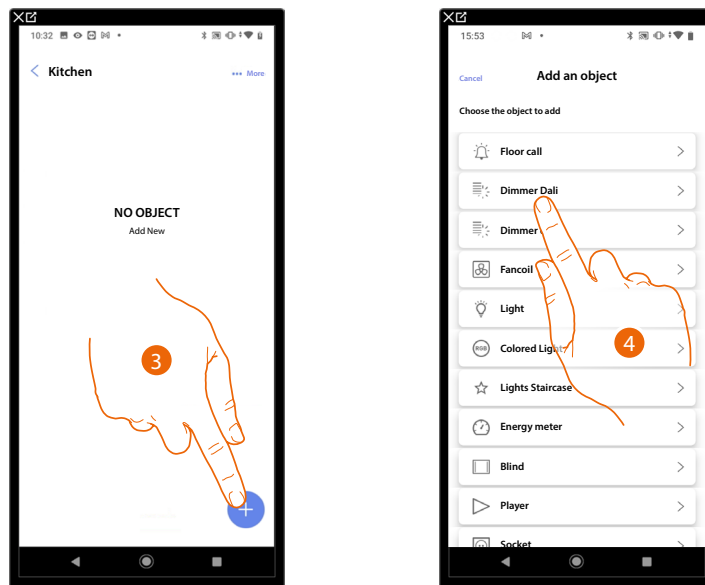 10:32
Kitchen
More
NO OBJECT
Add New
3
15:53
Cancel
Add an object
Choose the object to add
Floor call
Dimmer Dali
Dimmer
Fancoil
Light
RGB
Colored Light
4
Lights Staircase
Energy meter
Blind
Player
Socket